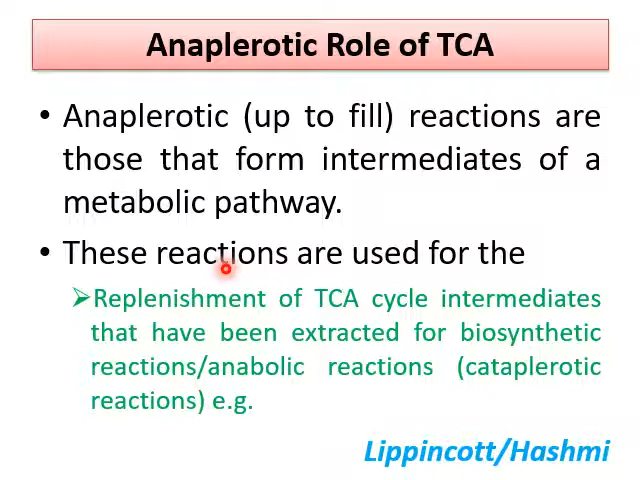 Anaplerotic Role of TCA
• Anaplerotic (up to fill) reactions are
those that form intermediates of a
metabolic pathway.
• These reactions are used for the
➢Replenishment of TCA cycle intermediates
that have been extracted for biosynthetic
reactions/anabolic reactions (cataplerotic
reactions) e.g.
Lippincott/Hashmi